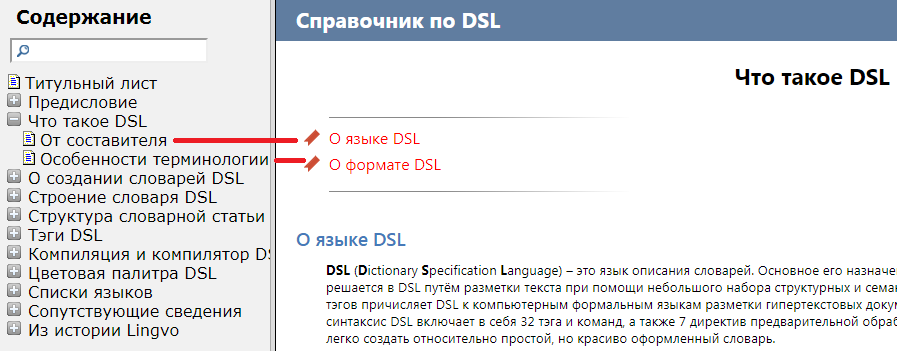 Содержание
Титульный лист
Предисловие
Что такое DSL
От составителя
Особенности терминологии
О создании словарей DSL
Строение словаря DSL
Структура словарной статьи
Тэги DSL
Компиляция и компилятор DS
Цветовая палитра DSL
Списки языков
Сопутствующие сведения
Из истории Lingvo
Справочник по DSL
Что такое DSL
О языке DSL
О формате DSL
О языке DSL
DSL (Dictionary Specification Language) – это язык описания словарей. Основное его назначе
решается в DSL путём разметки текста при помощи небольшого набора структурных и сема
тэгов причисляет DSL к компьютерным формальным языкам разметки гипертекстовых докум
синтаксис DSL включает в себя 32 тэга и команд, а также 7 директив предварительной обраб
легко создать относительно простой, но красиво оформленный словарь.